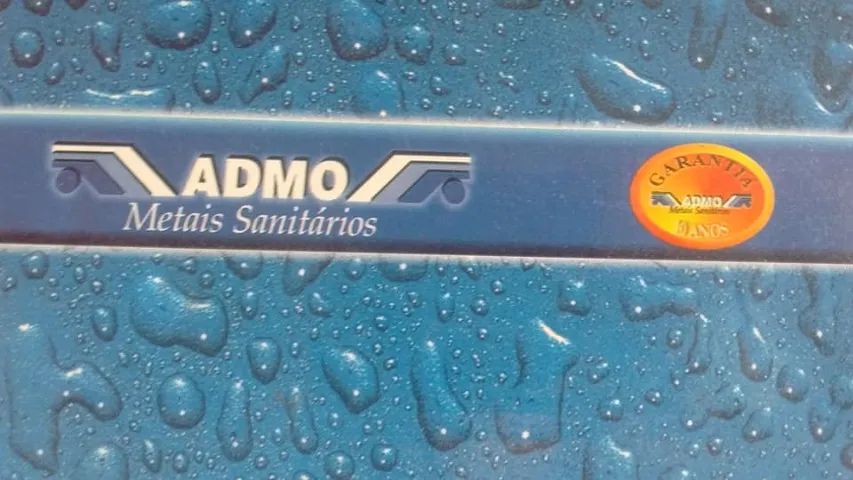 ADMO
Metais Sanitários
GARANTIA
ADMO
Metais Sanitários
ANOS